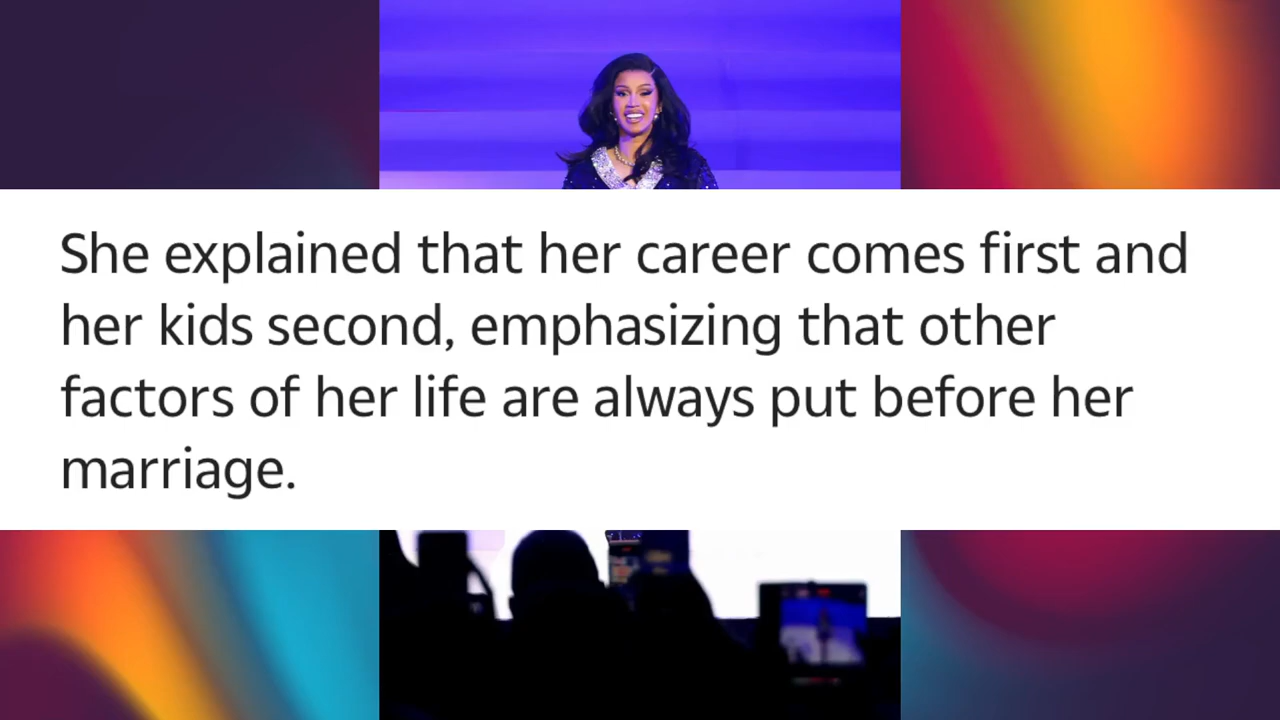 She explained that her career comes first and
her kids second, emphasizing that other
factors of her life are always put before her
marriage.